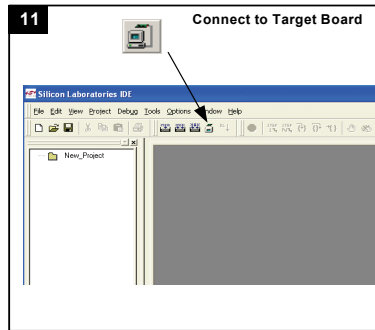 11
Connect to Target Board
Silicon Laboratories IDE
File Edit View Project Debug Tools Options Window Help
New_Project